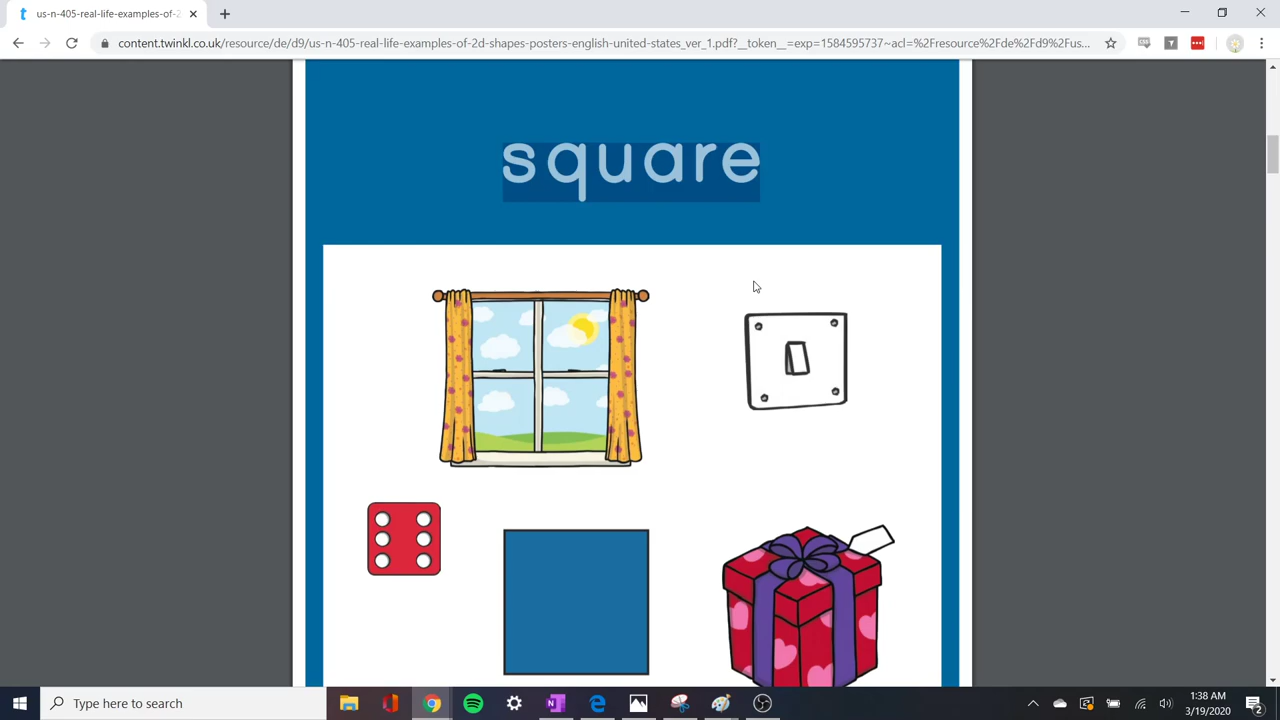 us-n-405-real-life-examples-of-2
content.twinkl.co.uk/resource/de/d9/us-n-405-real-life-examples-of-2d-shapes-posters-english-united-states_ver_1.pdf?__token__=exp=1584595737~acl=%2Fresource%2Fde%2Fd9%2Fus...
square
Type here to search
1:38 AM
3/19/2020
2